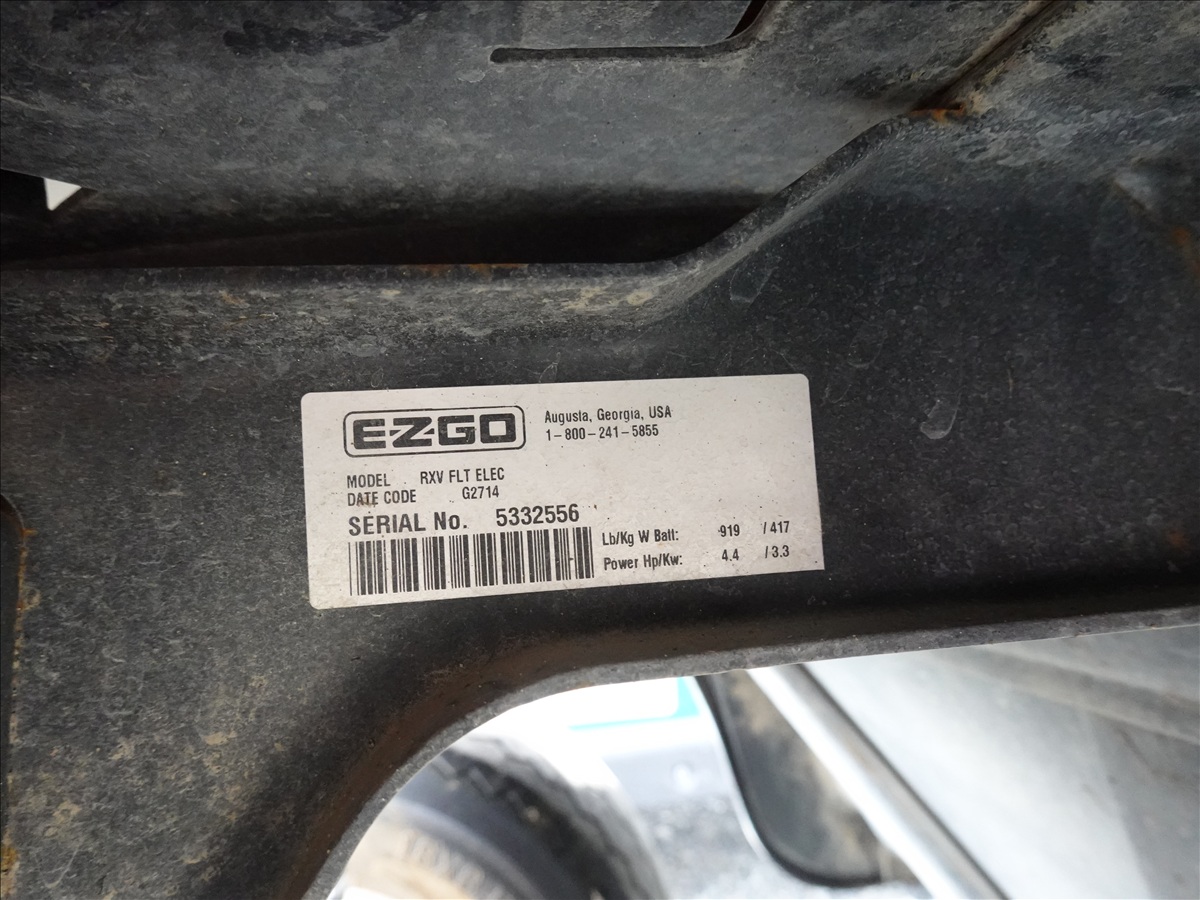 E-Z-GO
Augusta, Georgia, USA
1-800-241-5855
MODEL RXV FLT ELEC
DATE CODE G2714
SERIAL No. 5332556
Lb/Kg W Batt: 919 /417
Power Hp/Kw: 4.4 /3.3